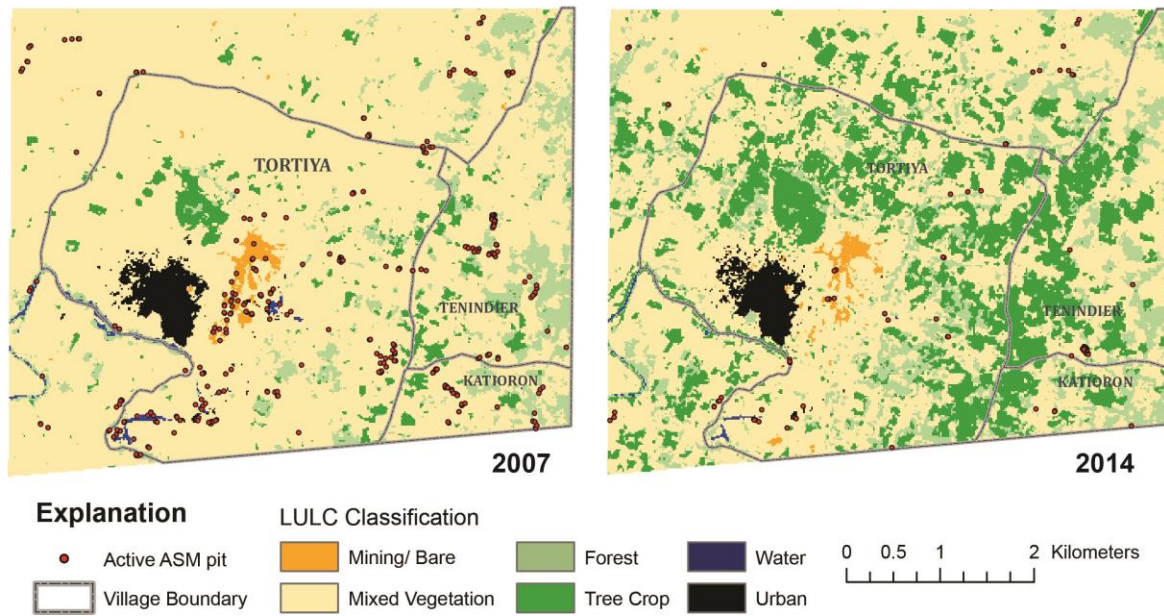 TORTIYA
TENINDIER
KATIORON
2007
TORTIYA
TENINDIER
KATIORON
2014
Explanation
Active ASM pit
Village Boundary
LULC Classification
Mining/ Bare
Mixed Vegetation
Forest
Tree Crop
Water
Urban
0 0.5 1 2 Kilometers